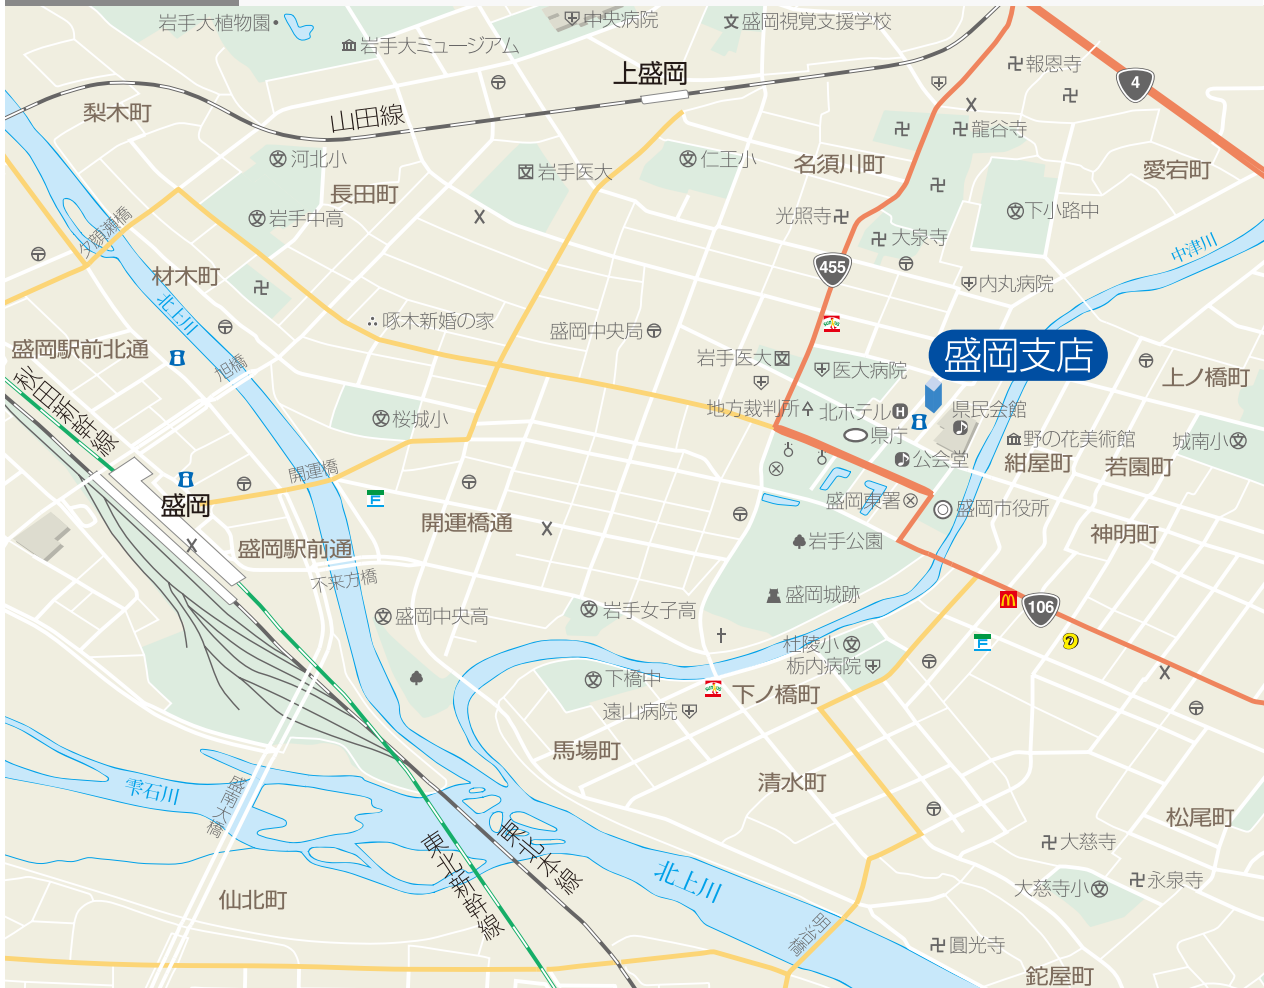 岩手大植物園
中央病院
盛岡視覚支援学校
岩手大ミュージアム
上盛岡
報恩寺
4
梨木町
山田線
龍谷寺
河北小
岩手医大
仁王小
名須川町
愛宕町
長田町
岩手中高
光照寺
下小路中
夕顔瀬橋
大泉寺
中津川
455
材木町
内丸病院
北上川
啄木新婚の家
盛岡中央局
盛岡駅前北通
旭橋
岩手医大
医大病院
盛岡支店
上ノ橋町
秋田新幹線
地方裁判所
北ホテル
H
県民会館
桜城小
県庁
野の花美術館
城南小
公会堂
紺屋町
若園町
開運橋
盛岡
盛岡東署
盛岡市役所
開運橋通
神明町
盛岡駅前通
岩手公園
不来方橋
盛岡城跡
106
盛岡中央高
岩手女子高
杜陵小
栃内病院
下橋中
下ノ橋町
遠山病院
馬場町
清水町
雫石川
盛南大橋
松尾町
東北新幹線
東北本線
大慈寺
北上川
永泉寺
大慈寺小
仙北町
明治橋
圓光寺
鉈屋町